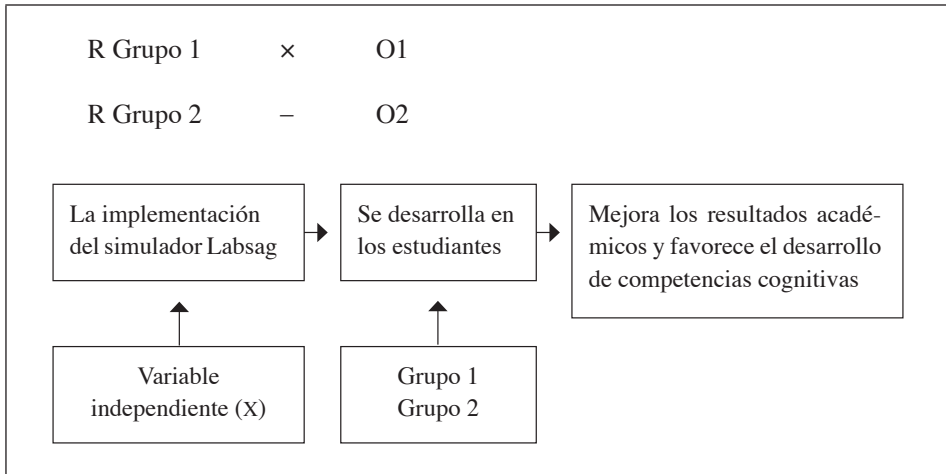 R Grupo 1 × O1
R Grupo 2 – O2
La implementación
del simulador Labsag
Se desarrolla en
los estudiantes
Mejora los resultados acadé-
micos y favorece el desarrollo
de competencias cognitivas
Variable
independiente (X)
Grupo 1
Grupo 2